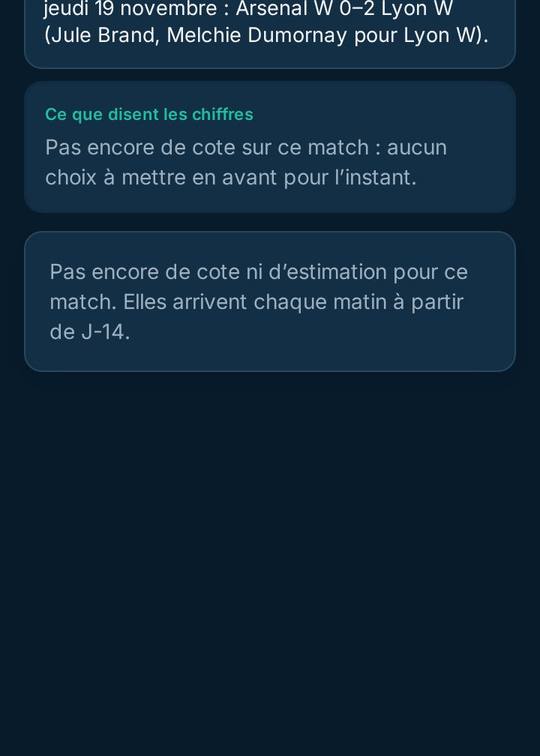 jeudi 19 novembre : Arsenal W 0–2 Lyon W
(Jule Brand, Melchie Dumornay pour Lyon W).
Ce que disent les chiffres
Pas encore de cote sur ce match : aucun
choix à mettre en avant pour l’instant.
Pas encore de cote ni d’estimation pour ce
match. Elles arrivent chaque matin à partir
de J-14.